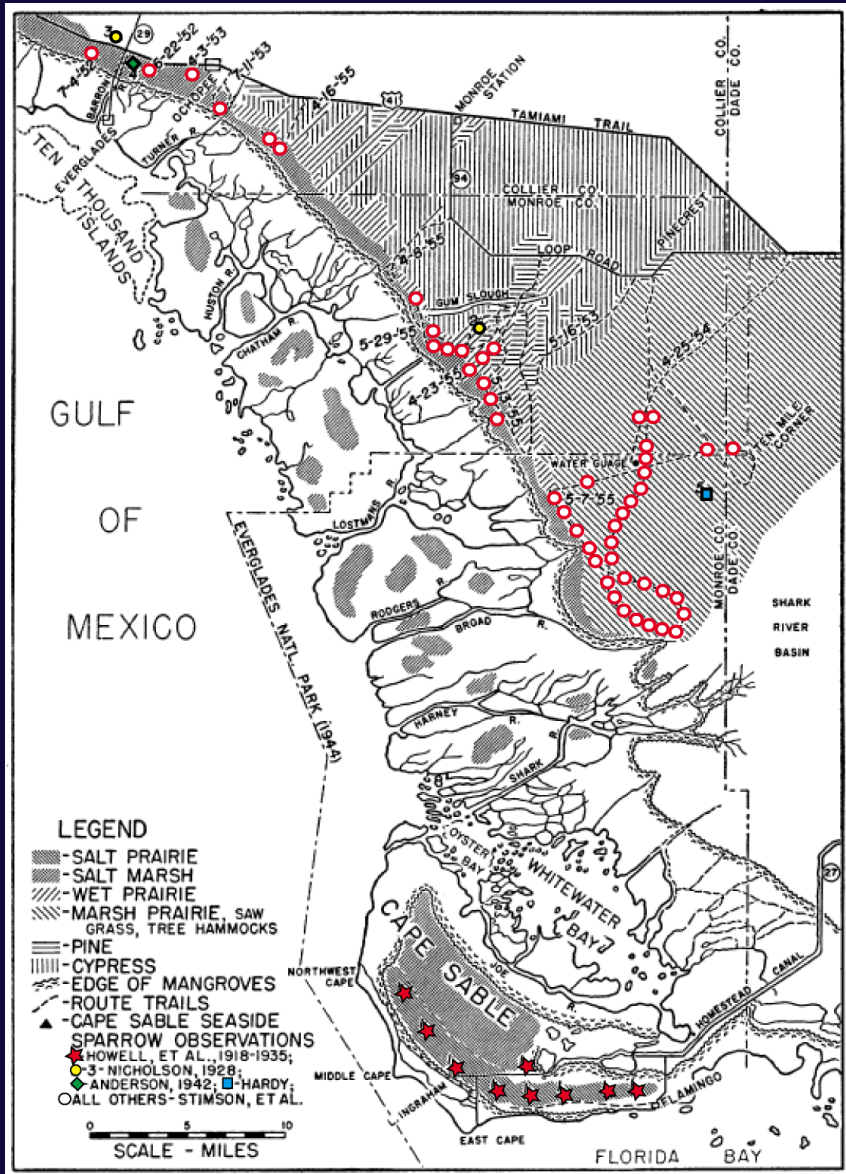 3
29
7-4-'52
6-22-'52
4-3-'53
7-11-'53
4-16-'55
BARRON R.
OCHOPEE
EVERGLADES
TURNER R.
TEN
THOUSAND
ISLANDS
41
MONROE
STATION
TAMIAMI TRAIL
COLLIER CO.
DADE CO.
94
COLLIER CO.
MONROE CO.
PINECREST
LOOP ROAD
4-8-'55
HUSTON R.
GUM SLOUGH
CHATHAM R.
5-29-'55
5-16-'53
4-25-'54
4-23-'55
5-3-'55
GULF
OF
MEXICO
TEN MILE
CORNER
WATER GUAGE
5-7-'55
LOSTMANS R.
MONROE CO.
DADE CO.
EVERGLADES NATL. PARK (1944)
RODGERS R.
BROAD R.
SHARK
RIVER
BASIN
HARNEY R.
SHARK R.
OYSTER
BAY
WHITEWATER
BAY
27
CAPE SABLE
JOE R.
NORTHWEST
CAPE
HOMESTEAD CANAL
MIDDLE CAPE
INGRAHAM
FLAMINGO
EAST CAPE
FLORIDA BAY
LEGEND
-SALT PRAIRIE
-SALT MARSH
-WET PRAIRIE
-MARSH PRAIRIE, SAW
GRASS, TREE HAMMOCKS
-PINE
-CYPRESS
-EDGE OF MANGROVES
-ROUTE TRAILS
-CAPE SABLE SEASIDE
SPARROW OBSERVATIONS
HOWELL, ET AL., 1918-1935;
-3-NICHOLSON, 1928;
-ANDERSON, 1942; -HARDY;
ALL OTHERS-STIMSON, ET AL.
0 5 10
SCALE - MILES